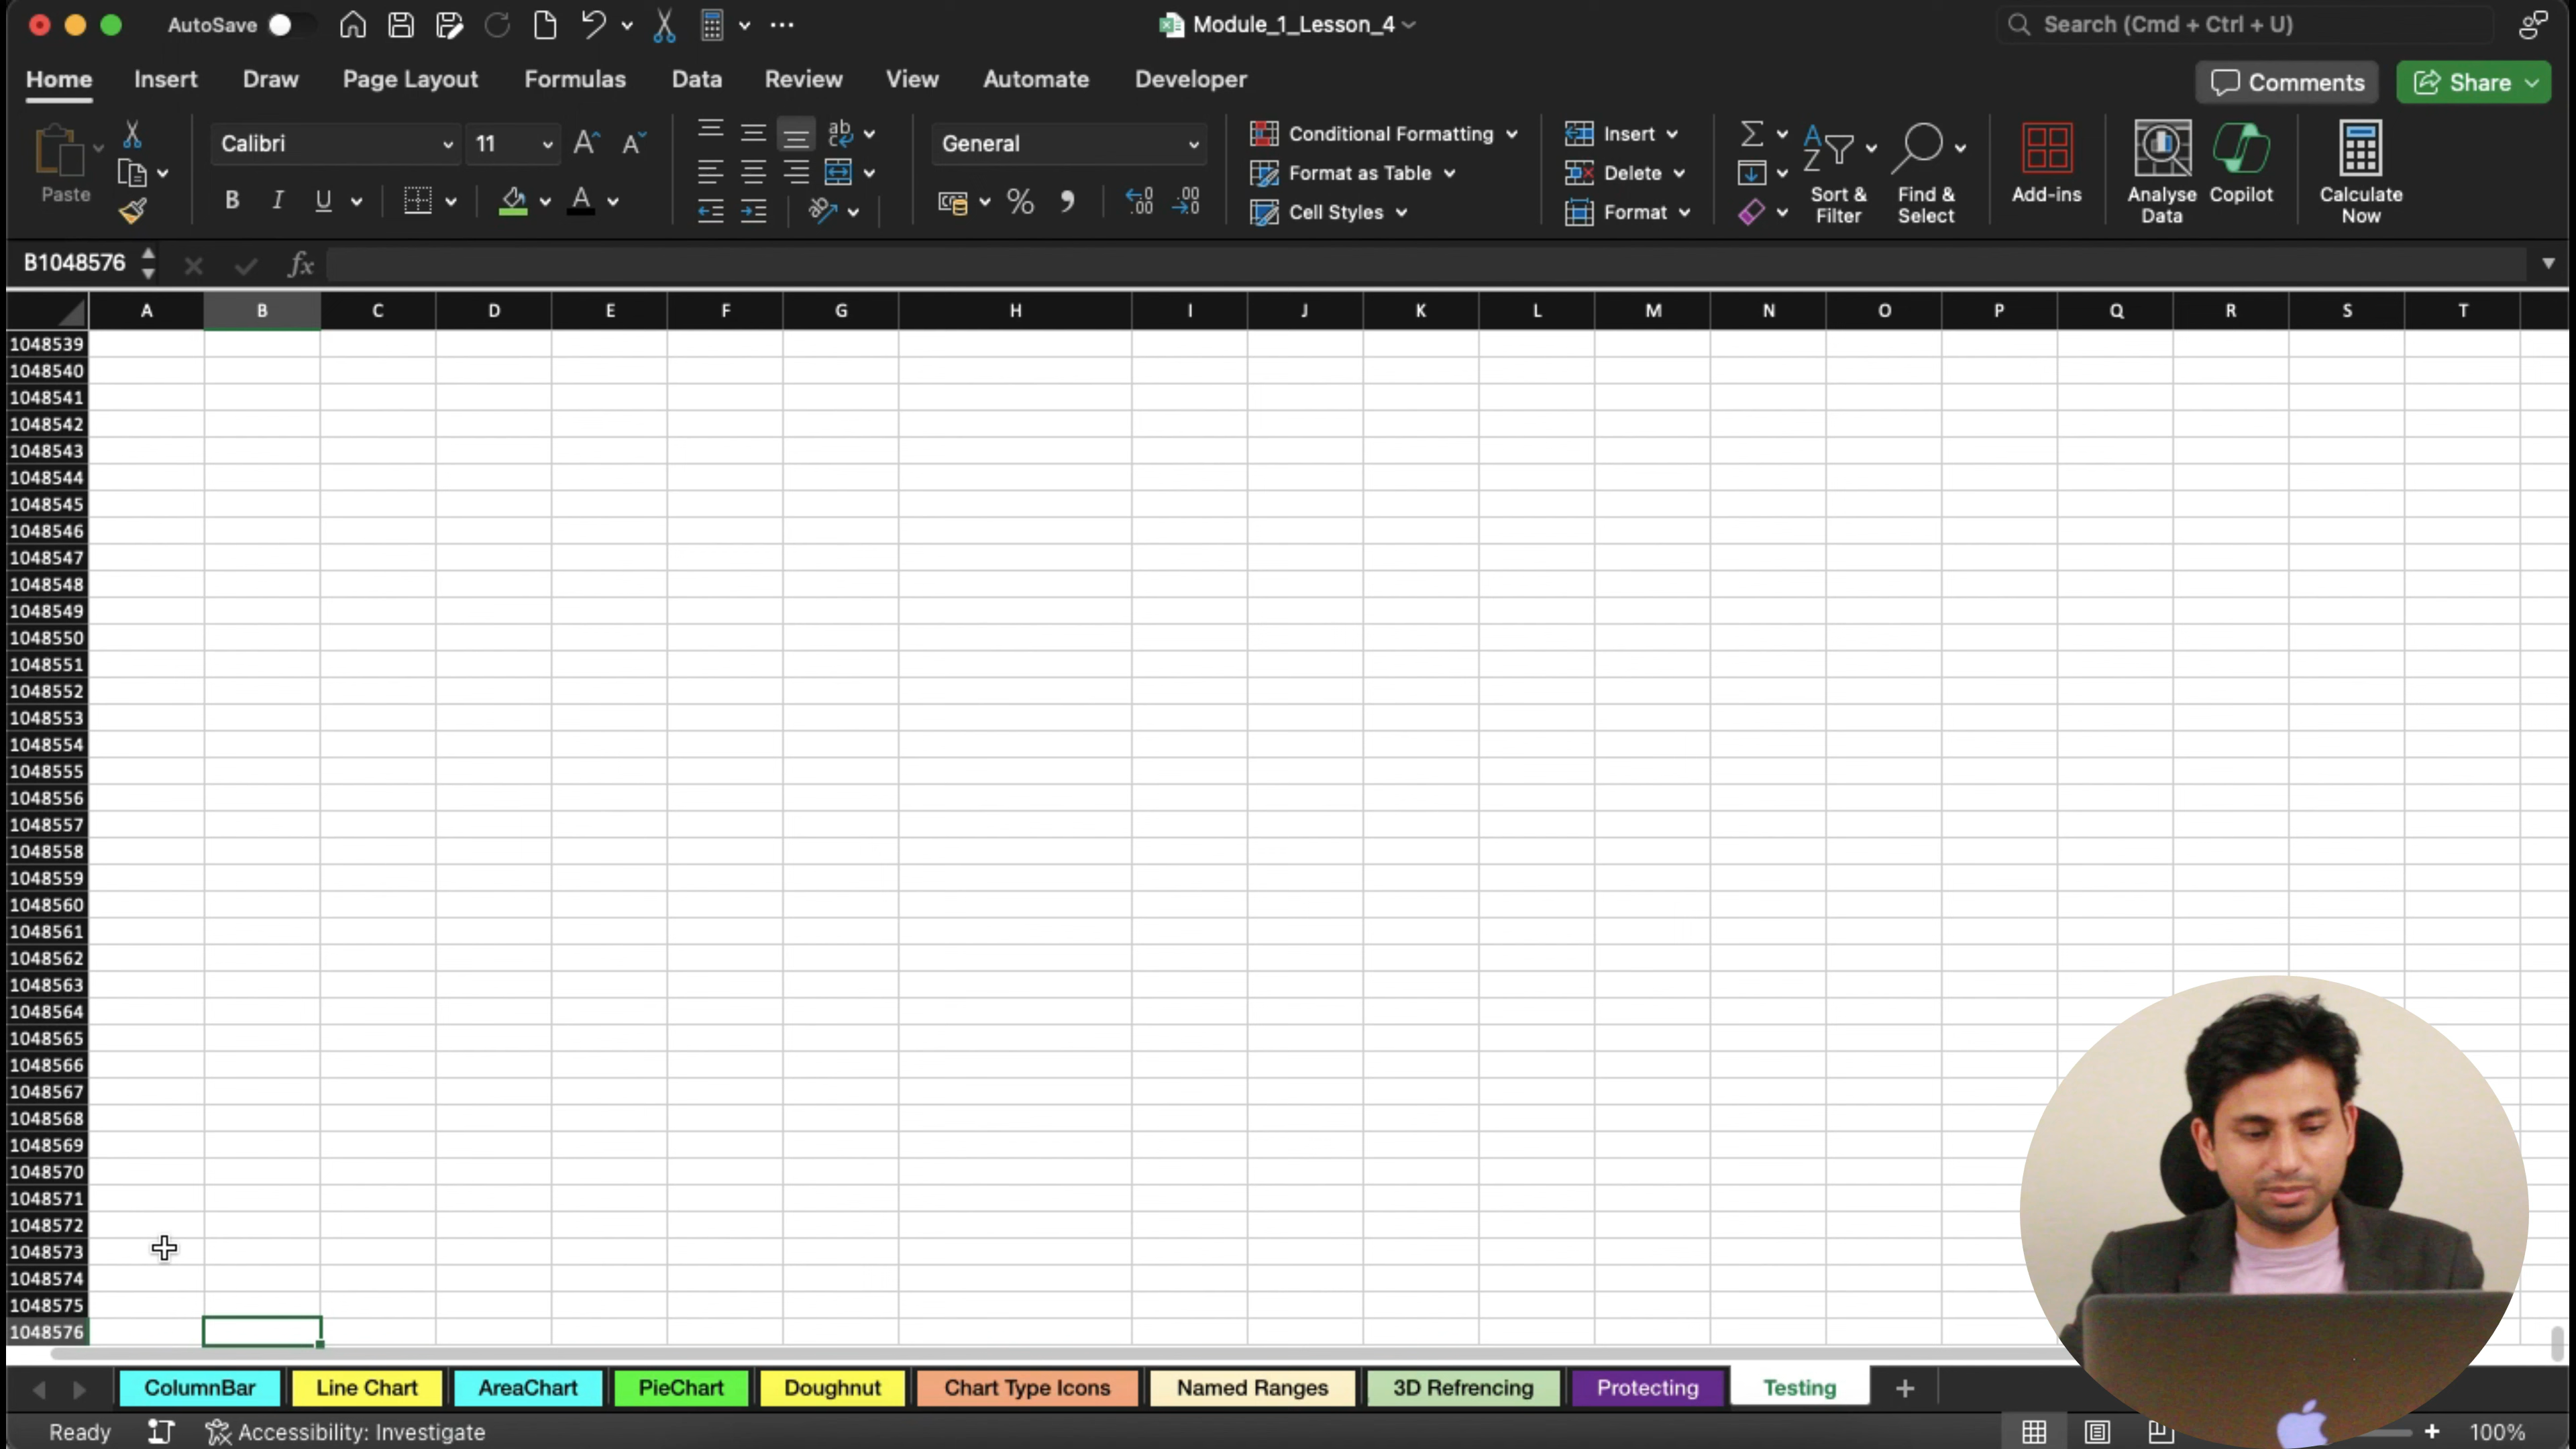 AutoSave
Module_1_Lesson_4
Search (Cmd + Ctrl + U)
Home Insert Draw Page Layout Formulas Data Review View Automate Developer
Comments Share
Paste
Calibri 11
B I U A
General
%
Conditional Formatting
Format as Table
Cell Styles
Insert
Delete
Format
Sort & Filter
Find & Select
Add-ins
Analyse Data
Copilot
Calculate Now
B1048576 fx
A B C D E F G H I J K L M N O P Q R S T
1048539
1048540
1048541
1048542
1048543
1048544
1048545
1048546
1048547
1048548
1048549
1048550
1048551
1048552
1048553
1048554
1048555
1048556
1048557
1048558
1048559
1048560
1048561
1048562
1048563
1048564
1048565
1048566
1048567
1048568
1048569
1048570
1048571
1048572
1048573
1048574
1048575
1048576
ColumnBar Line Chart AreaChart PieChart Doughnut Chart Type Icons Named Ranges 3D Refrencing Protecting Testing +
Ready Accessibility: Investigate + 100%